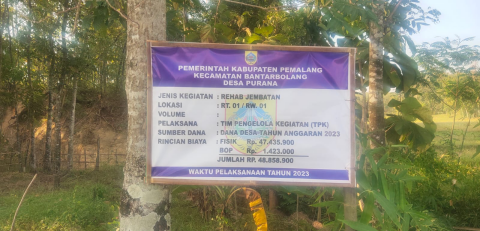 PEMERINTAH KABUPATEN PEMALANG
KECAMATAN BANTARBOLANG
DESA PURANA
JENIS KEGIATAN : REHAB JEMBATAN
LOKASI : RT. 01 / RW. 01
VOLUME :
PELAKSANA : TIM PENGELOLA KEGIATAN (TPK)
SUMBER DANA : DANA DESA-TAHUN ANGGARAN 2023
RINCIAN BIAYA : FISIK Rp. 47.435.900
BOP Rp. 1.423.000
JUMLAH RP. 48.858.900
WAKTU PELAKSANAAN TAHUN 2023